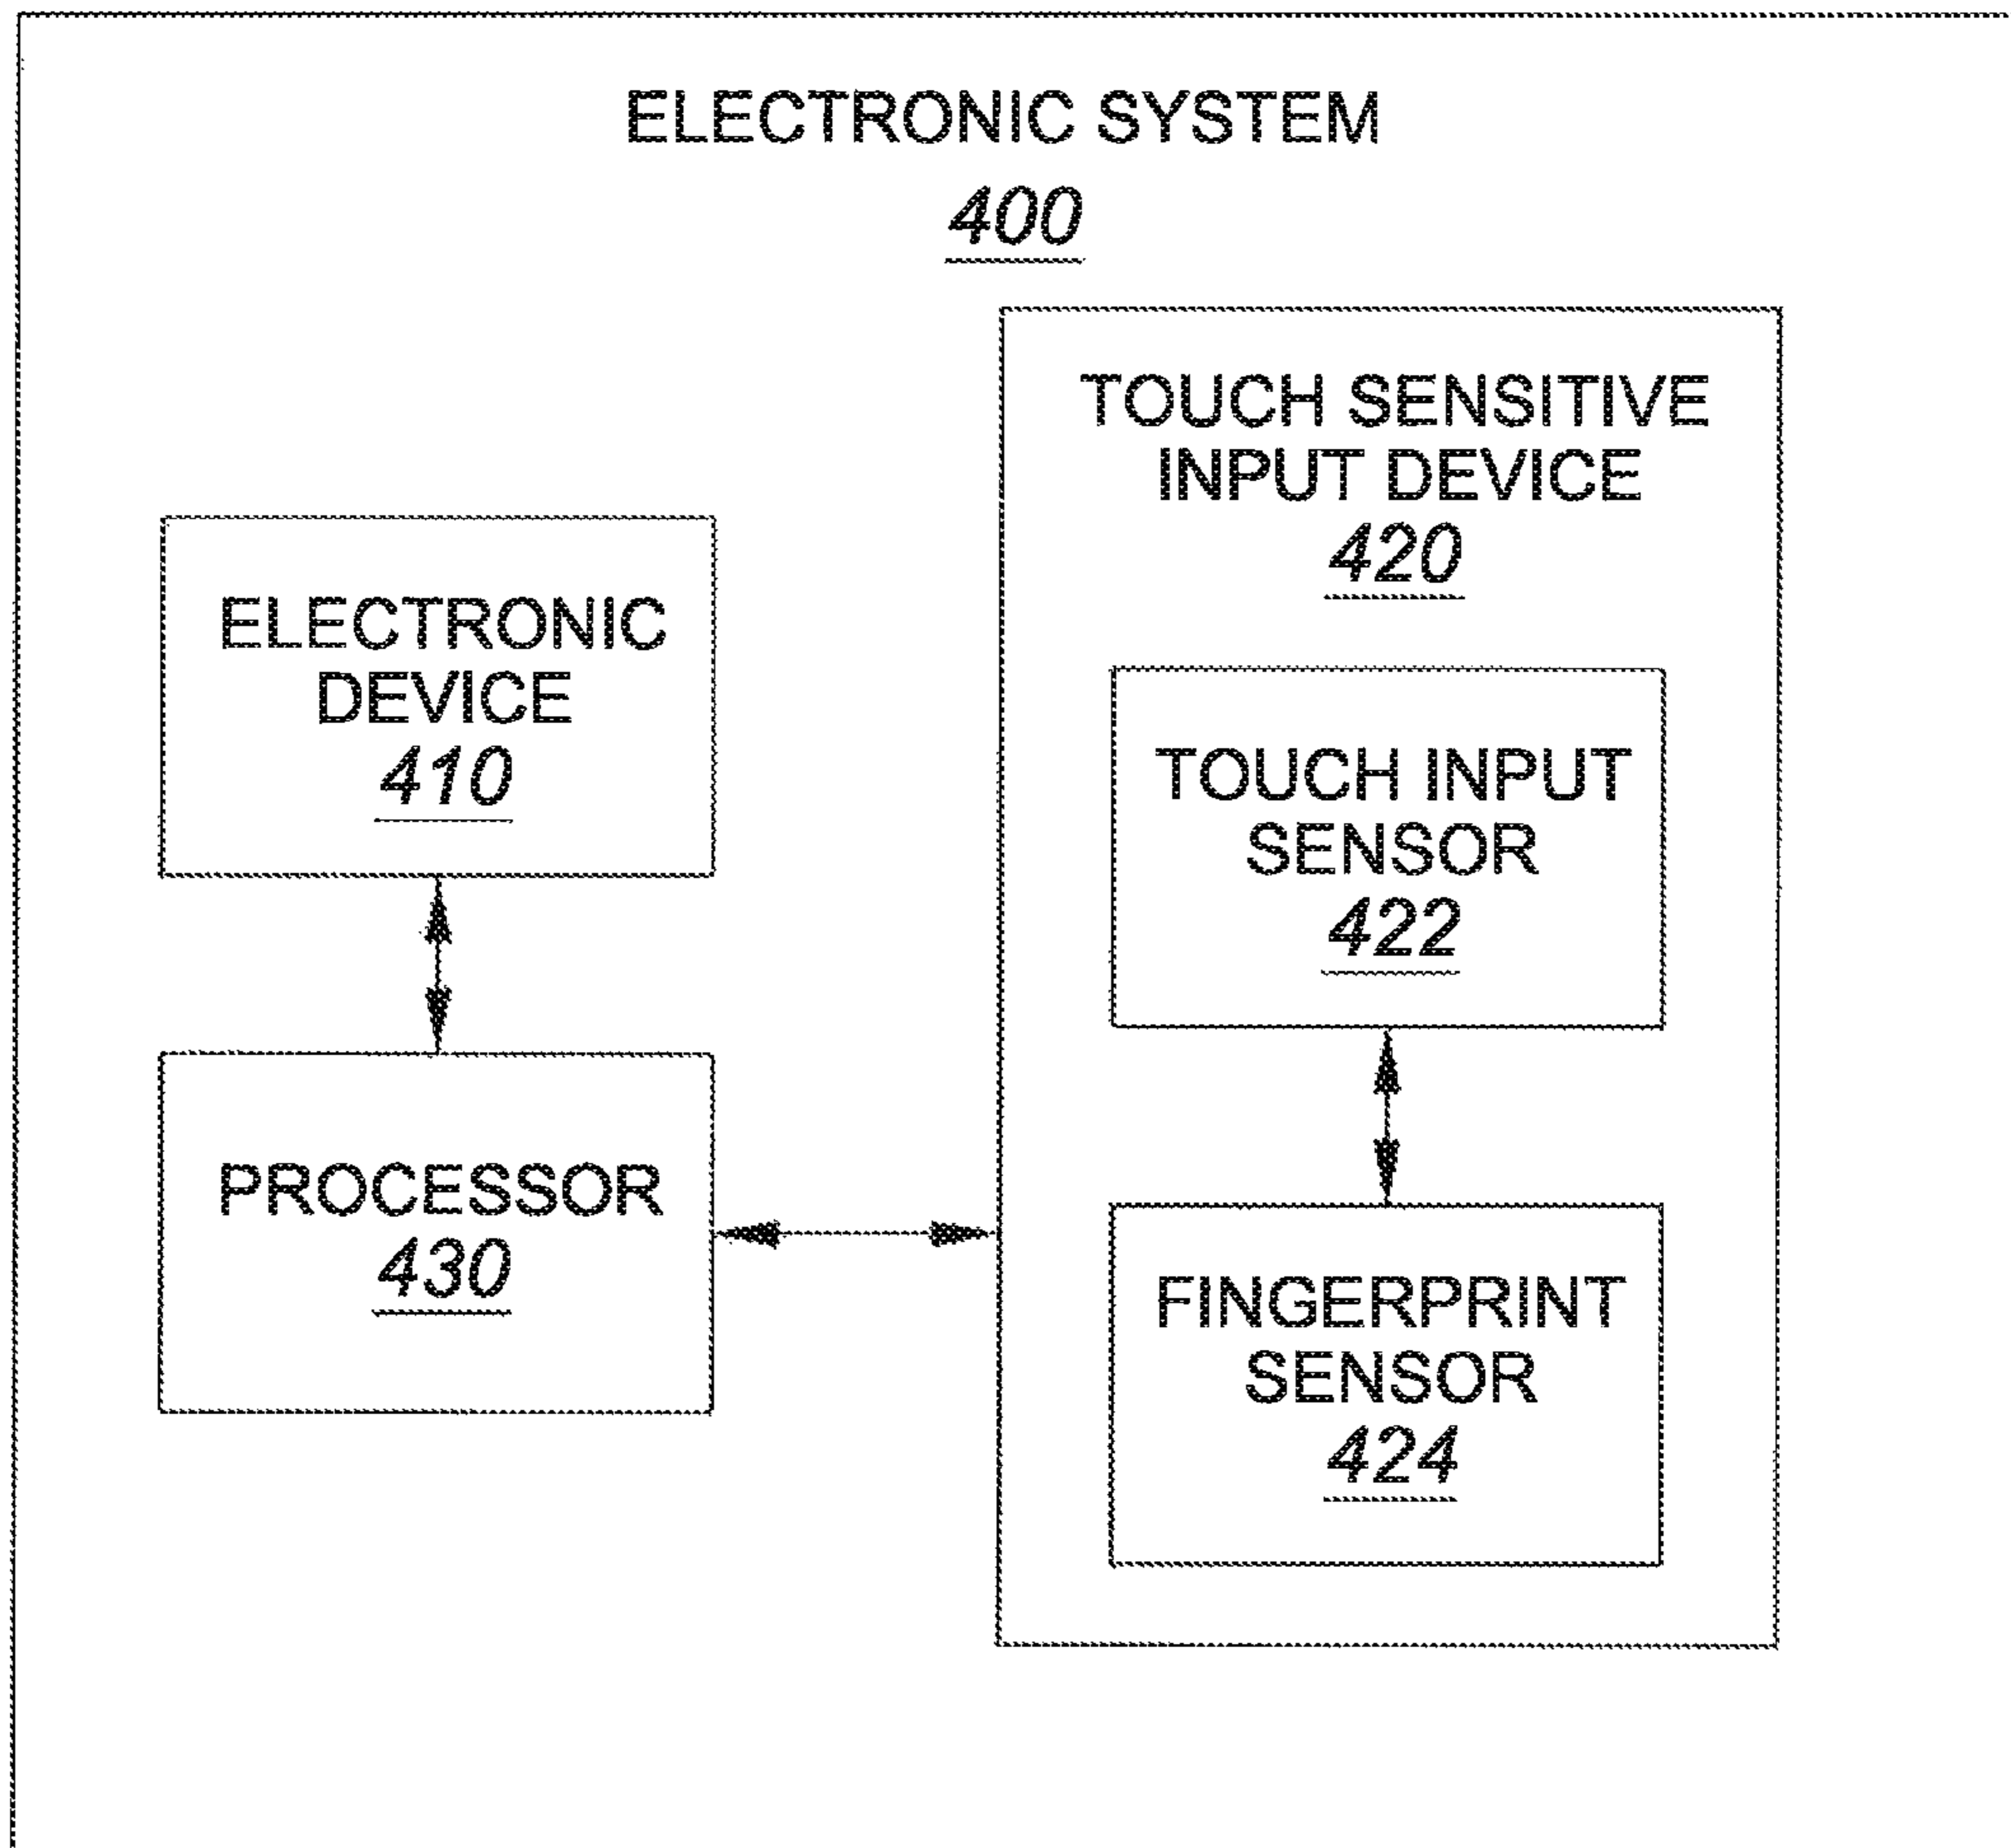 ELECTRONIC SYSTEM
400
TOUCH SENSITIVE
INPUT DEVICE
420
ELECTRONIC
DEVICE
410
TOUCH INPUT
SENSOR
422
PROCESSOR
430
FINGERPRINT
SENSOR
424